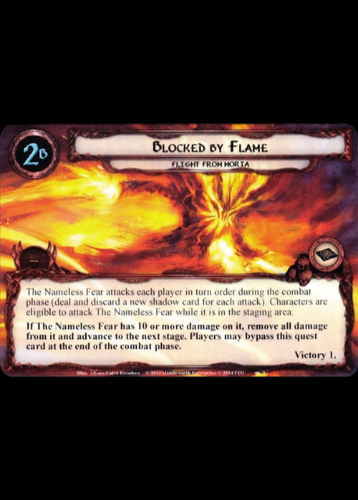 2B
BLOCKED BY FLAME
FLIGHT FROM MORIA
The Nameless Fear attacks each player in turn order during the combat
phase (deal and discard a new shadow card for each attack). Characters are
eligible to attack The Nameless Fear while it is in the staging area.
If The Nameless Fear has 10 or more damage on it, remove all damage
from it and advance to the next stage. Players may bypass this quest
card at the end of the combat phase.
Victory 1.